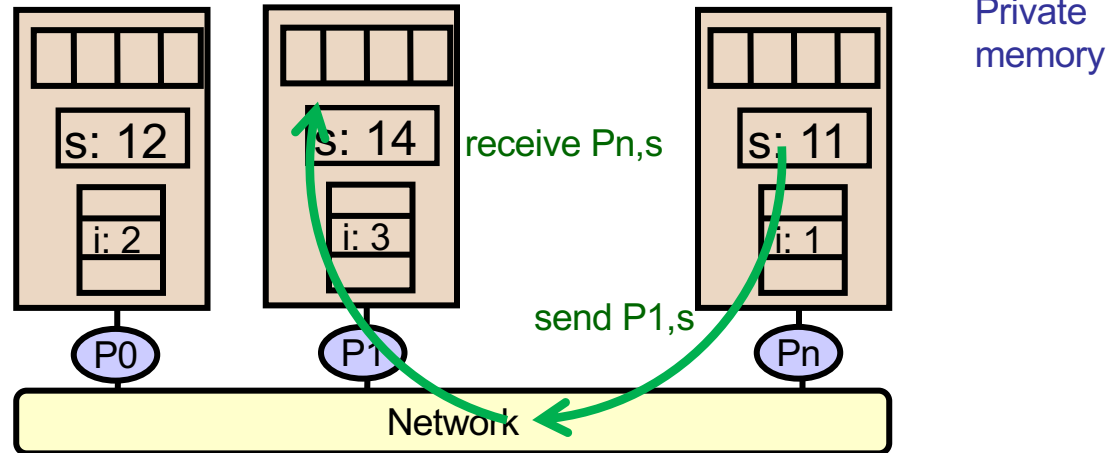 Private
memory
s: 12
s: 14
receive Pn,s
s: 11
i: 2
i: 3
i: 1
send P1,s
P0
P1
Pn
Network